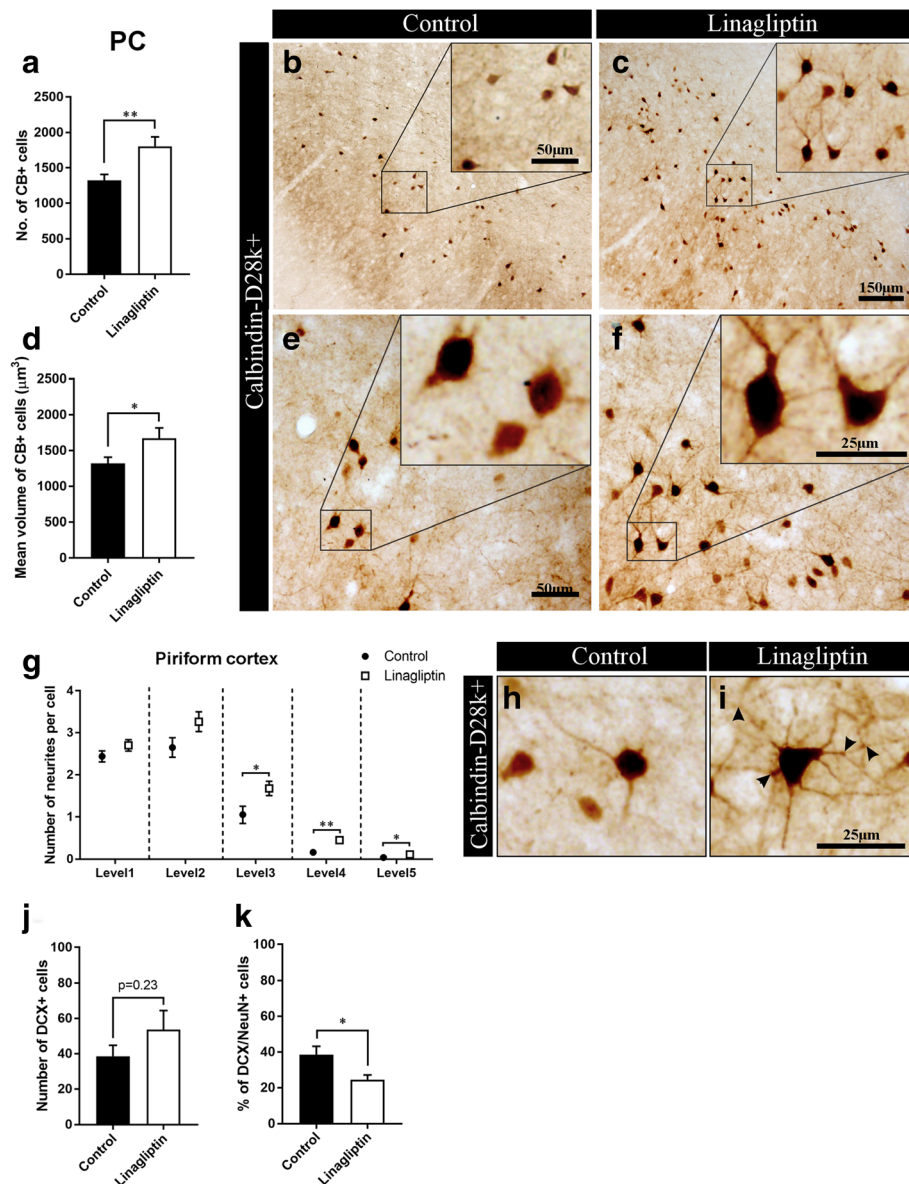 Control
Linagliptin
PC
a
No. of CB+ cells
2500
2000
1500
1000
500
0
**
Control
Linagliptin
Calbindin-D28k+
b
50µm
c
150µm
d
Mean volume of CB+ cells (µm³)
2500
2000
1500
1000
500
0
*
Control
Linagliptin
e
50µm
f
25µm
g
Piriform cortex
Control
Linagliptin
Number of neurites per cell
4
3
2
1
0
*
**
*
Level1
Level2
Level3
Level4
Level5
Control
Linagliptin
Calbindin-D28k+
h
i
25µm
j
Number of DCX+ cells
100
80
60
40
20
0
p=0.23
Control
Linagliptin
k
% of DCX/NeuN+ cells
100
80
60
40
20
0
*
Control
Linagliptin